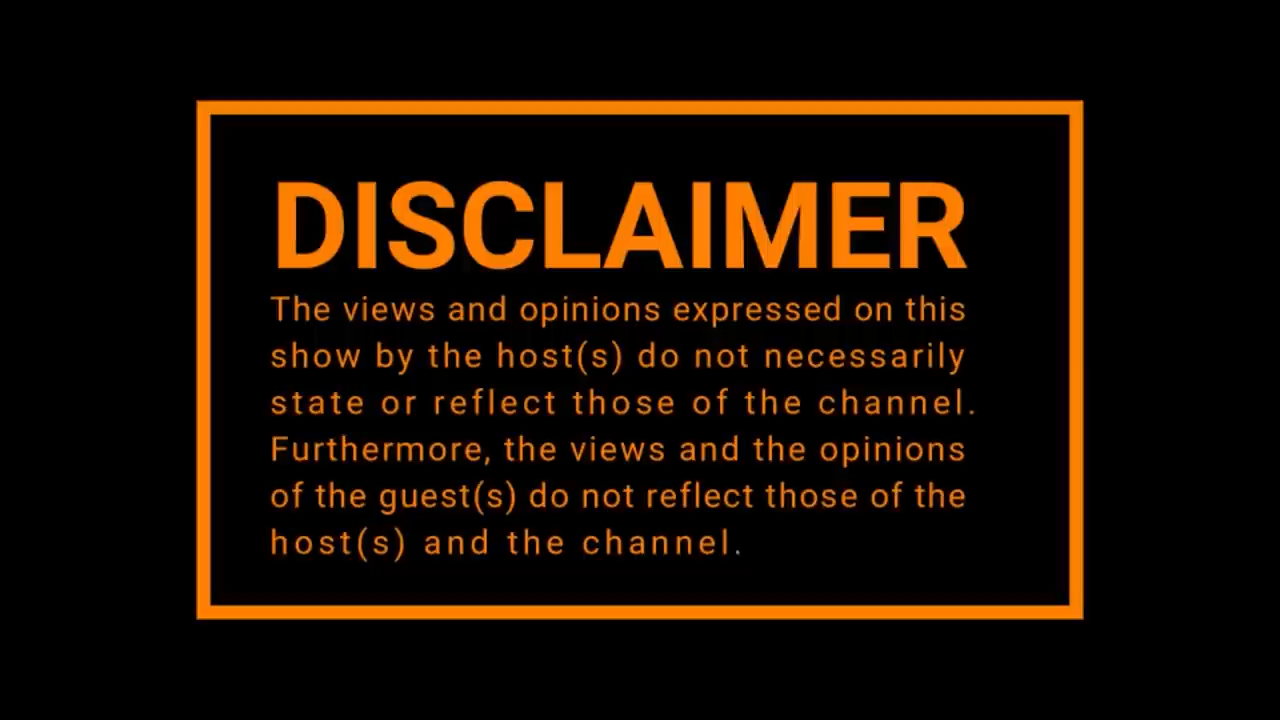 DISCLAIMER
The views and opinions expressed on this
show by the host(s) do not necessarily
state or reflect those of the channel.
Furthermore, the views and the opinions
of the guest(s) do not reflect those of the
host(s) and the channel.